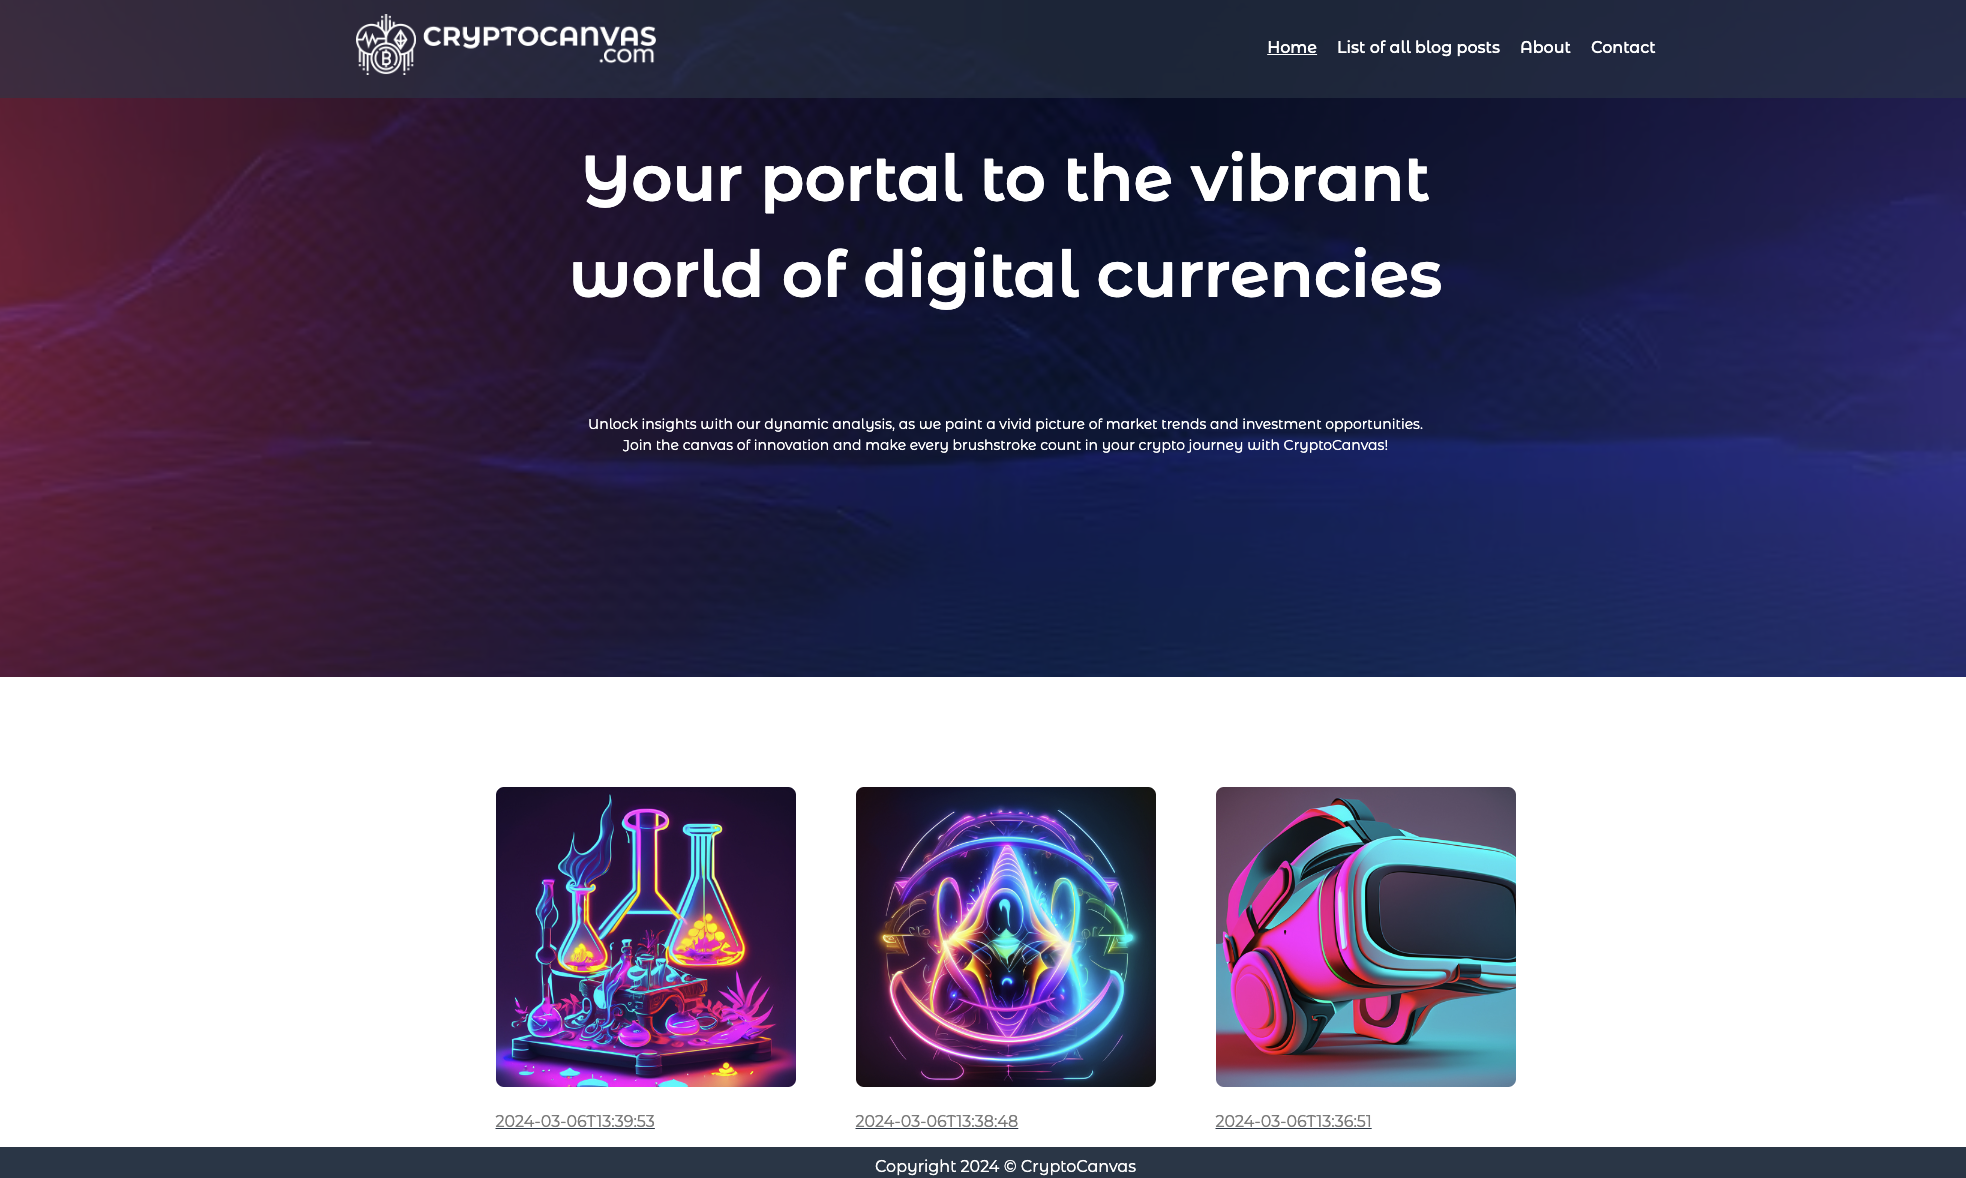 CRYPTOCANVAS
.com
Home List of all blog posts About Contact
Your portal to the vibrant
world of digital currencies
Unlock insights with our dynamic analysis, as we paint a vivid picture of market trends and investment opportunities.
Join the canvas of innovation and make every brushstroke count in your crypto journey with CryptoCanvas!
2024-03-06T13:39:53 2024-03-06T13:38:48 2024-03-06T13:36:51
Copyright 2024 © CryptoCanvas